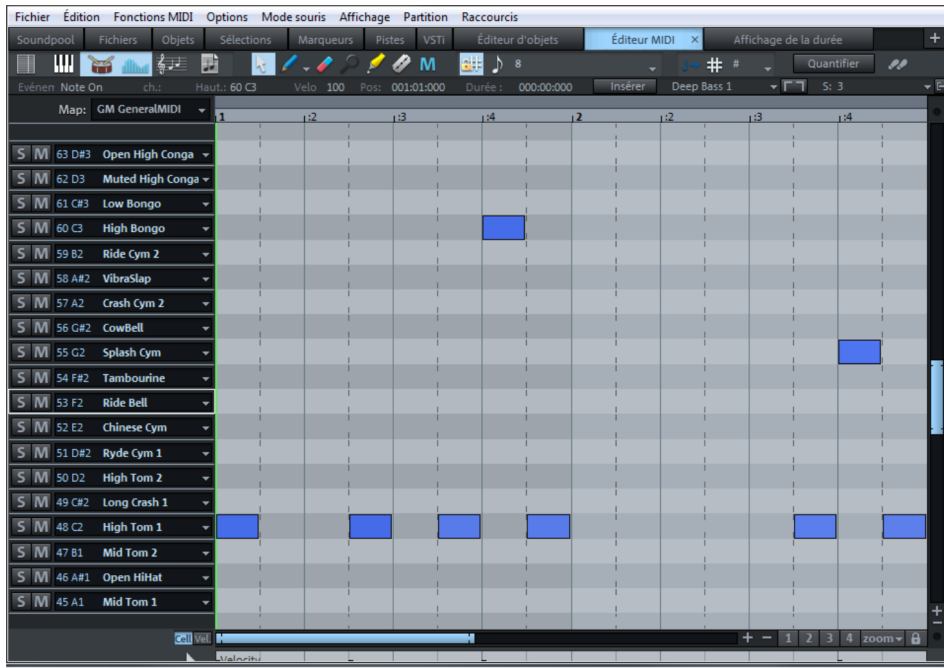 Fichier Édition Fonctions MIDI Options Mode souris Affichage Partition Raccourcis
Soundpool Fichiers Objets Sélections Marqueurs Pistes VSTi Éditeur d'objets Éditeur MIDI × Affichage de la durée +
M 8 # # Quantifier
Evénen Note On ch.: Haut.: 60 C3 Velo 100 Pos: 001:01:000 Durée : 000:00:000 Insérer Deep Bass 1 S: 3
Map: GM GeneralMIDI 1 :2 :3 :4 2 :2 :3 :4
S M 63 D#3 Open High Conga
S M 62 D3 Muted High Conga
S M 61 C#3 Low Bongo
S M 60 C3 High Bongo
S M 59 B2 Ride Cym 2
S M 58 A#2 VibraSlap
S M 57 A2 Crash Cym 2
S M 56 G#2 CowBell
S M 55 G2 Splash Cym
S M 54 F#2 Tambourine
S M 53 F2 Ride Bell
S M 52 E2 Chinese Cym
S M 51 D#2 Ryde Cym 1
S M 50 D2 High Tom 2
S M 49 C#2 Long Crash 1
S M 48 C2 High Tom 1
S M 47 B1 Mid Tom 2
S M 46 A#1 Open HiHat
S M 45 A1 Mid Tom 1
Cell Vel. + − 1 2 3 4 zoom
Velocity